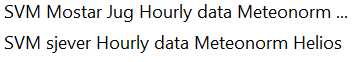 SVM Mostar Jug Hourly data Meteonorm ...
SVM sjever Hourly data Meteonorm Helios